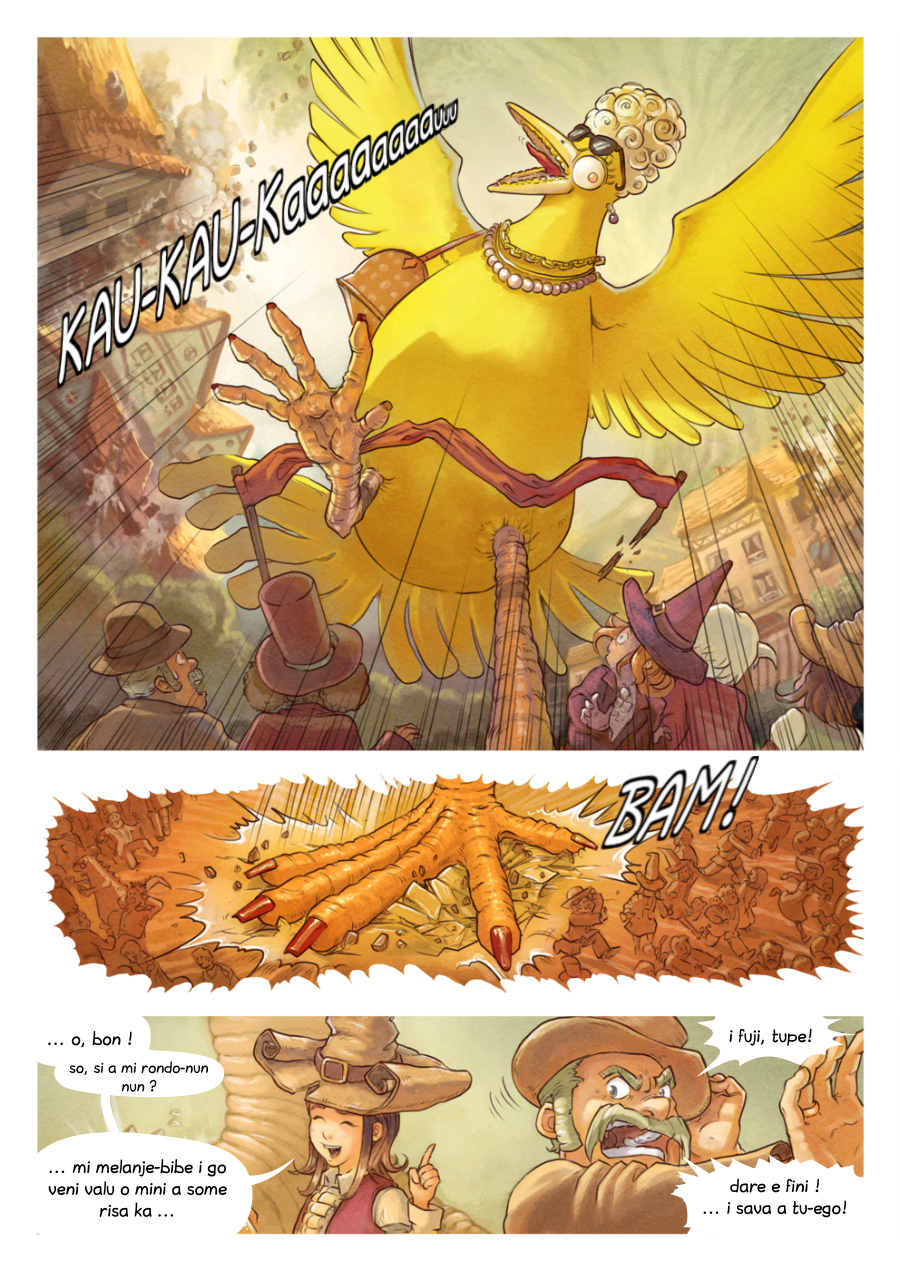 KAU-KAU-Kaaaaaaaaauuu
BAM!
... o, bon !
so, si a mi rondo-nun
nun ?
... mi melanje-bibe i go
veni valu o mini a some
risa ka ...
i fuji, tupe!
dare e fini !
... i sava a tu-ego!